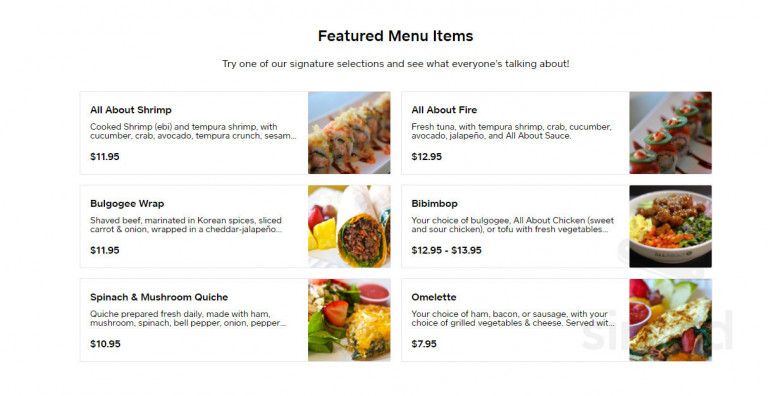 Featured Menu Items
Try one of our signature selections and see what everyone's talking about!
All About Shrimp
Cooked Shrimp (ebi) and tempura shrimp, with
cucumber, crab, avocado, tempura crunch, sesam...
$11.95
All About Fire
Fresh tuna, with tempura shrimp, crab, cucumber,
avocado, jalapeño, and All About Sauce.
$12.95
Bulgogee Wrap
Shaved beef, marinated in Korean spices, sliced
carrot & onion, wrapped in a cheddar-jalapeño...
$11.95
Bibimbop
Your choice of bulgogee, All About Chicken (sweet
and sour chicken), or tofu with fresh vegetables...
$12.95 - $13.95
Spinach & Mushroom Quiche
Quiche prepared fresh daily, made with ham,
mushroom, spinach, bell pepper, onion, pepper...
$10.95
Omelette
Your choice of ham, bacon, or sausage, with your
choice of grilled vegetables & cheese. Served wit...
$7.95